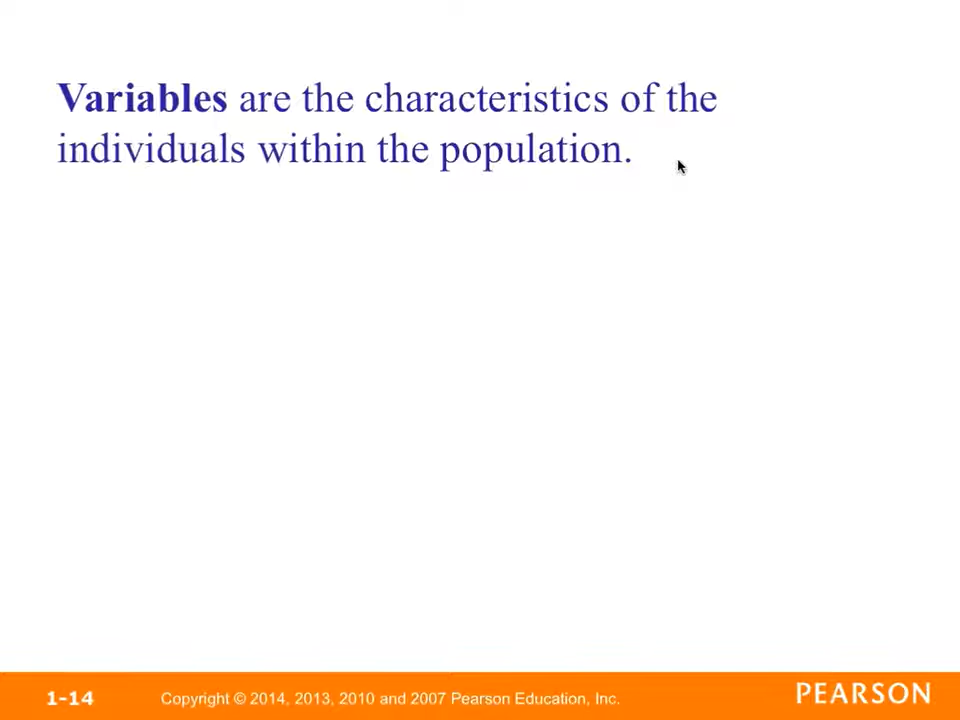 Variables are the characteristics of the
individuals within the population.
1-14
Copyright © 2014, 2013, 2010 and 2007 Pearson Education, Inc.
PEARSON